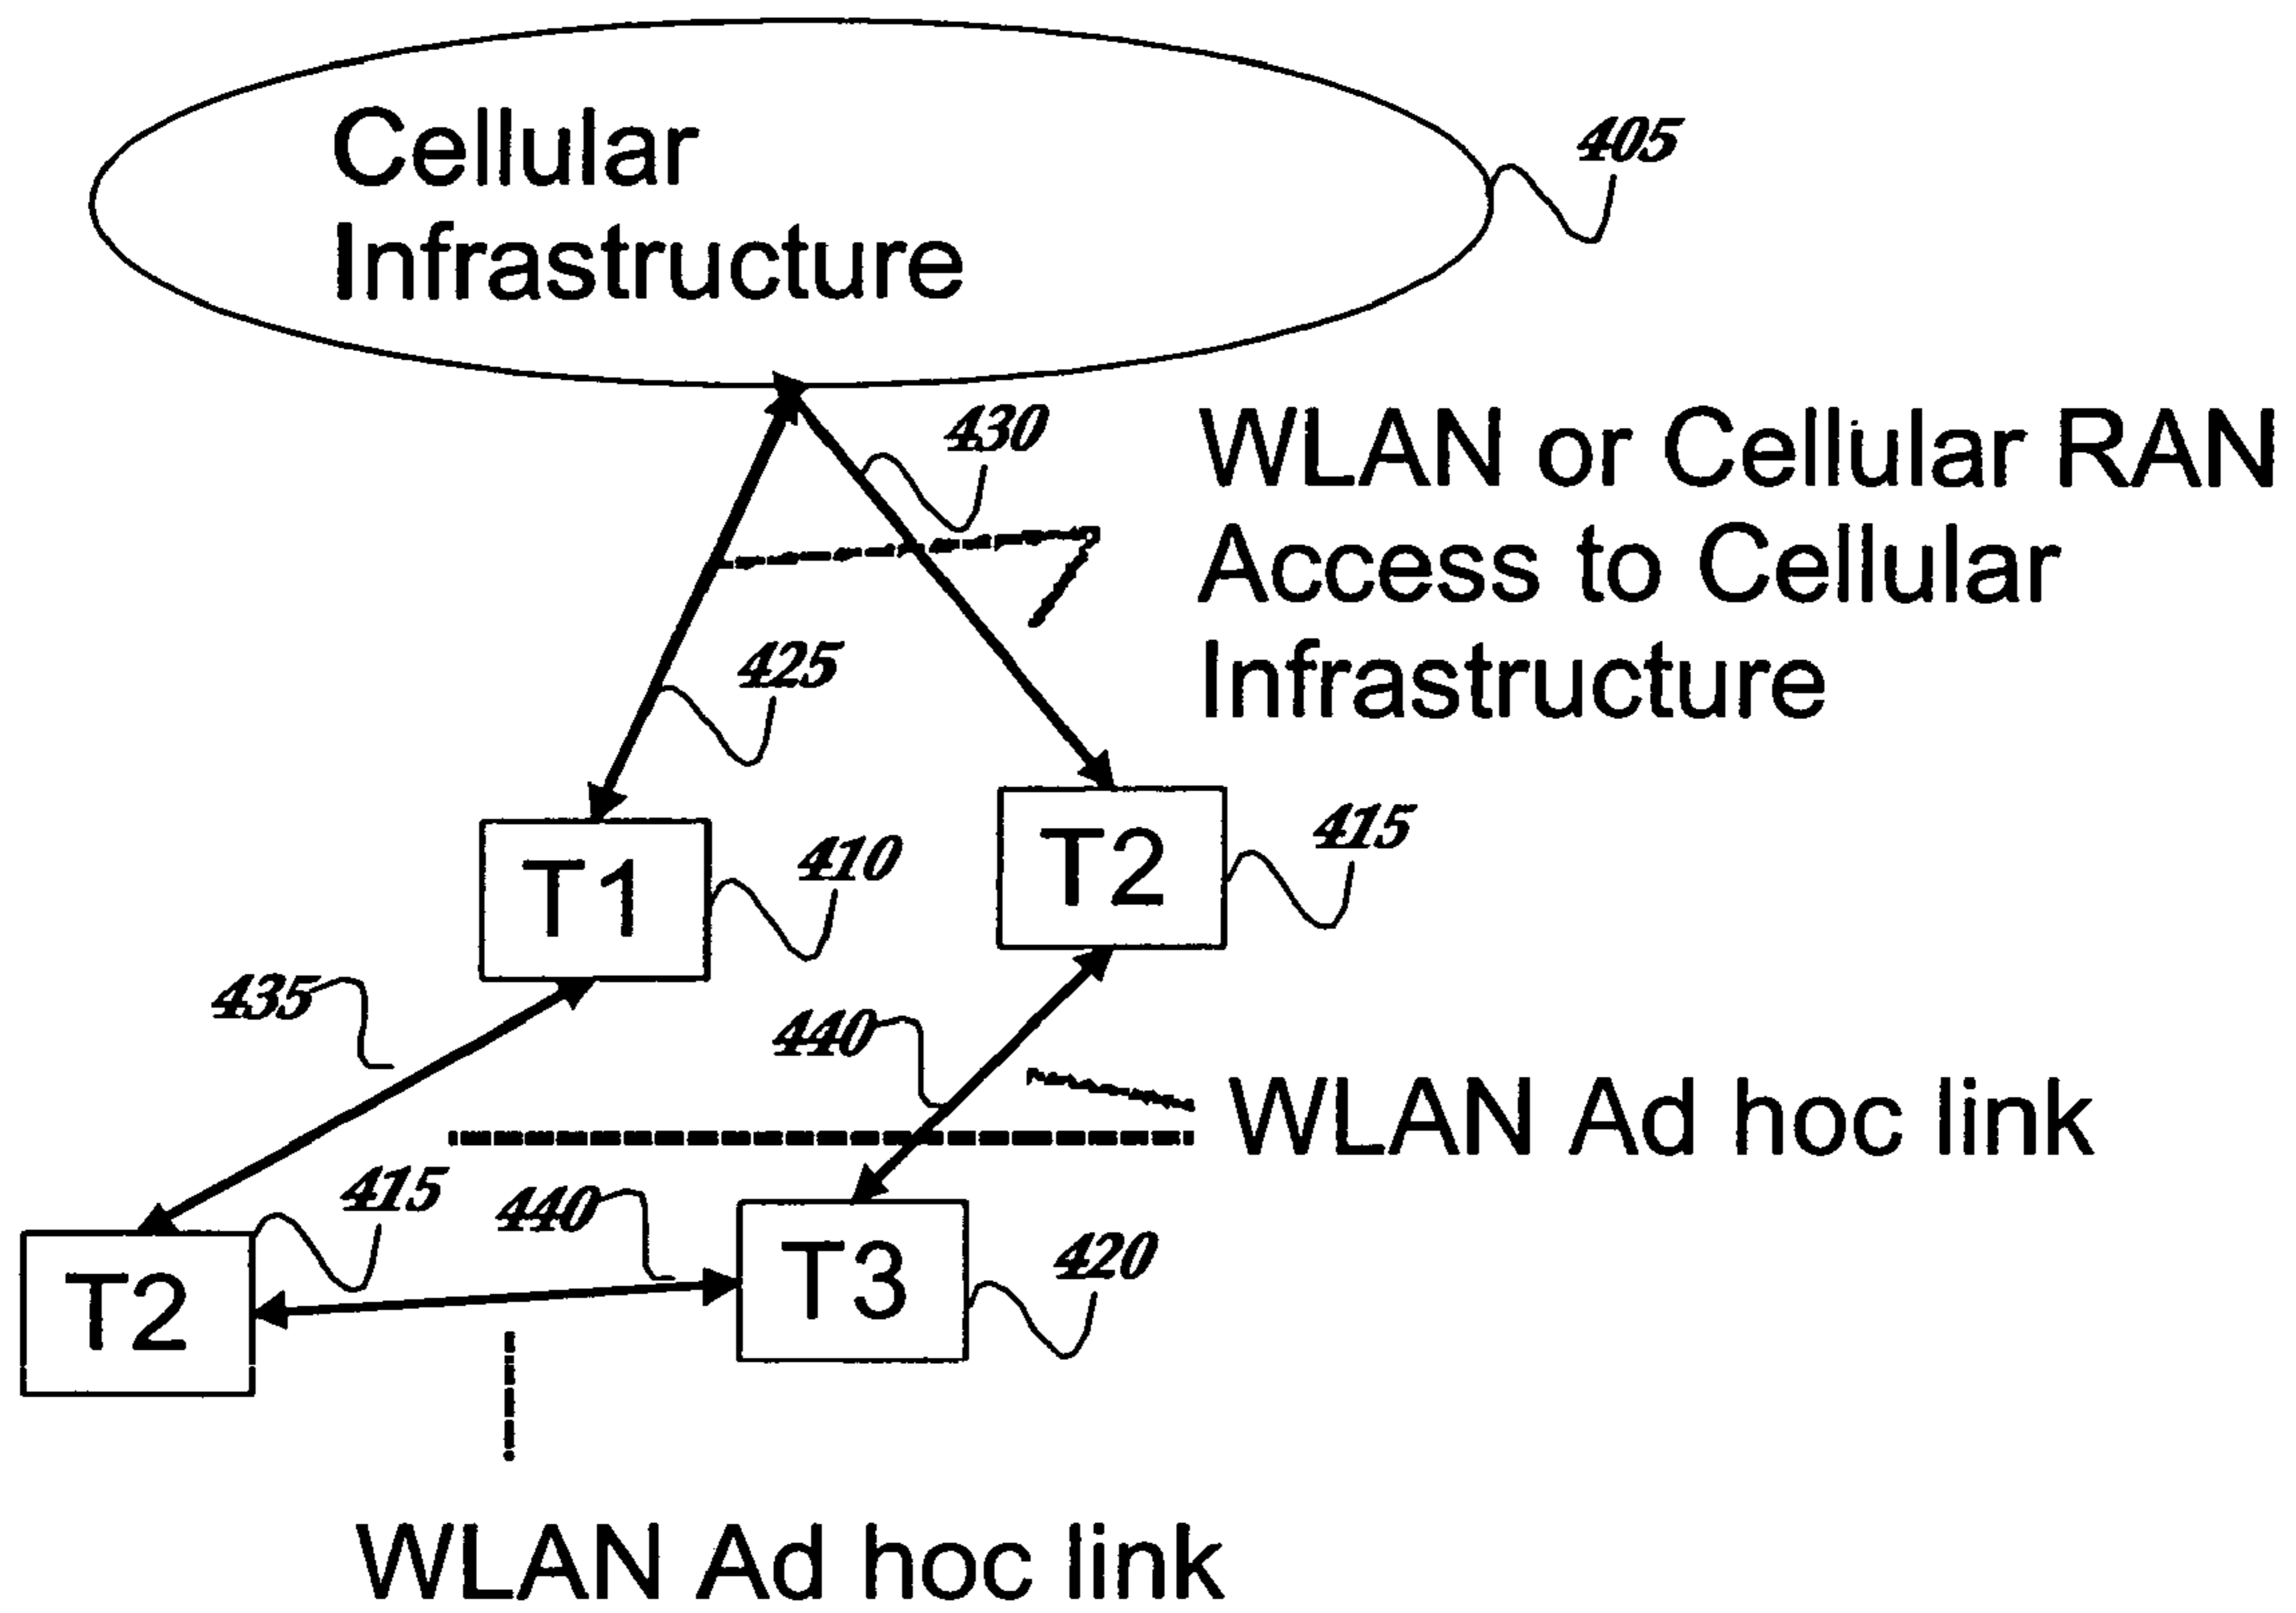 Cellular
Infrastructure
405
430
WLAN or Cellular RAN
Access to Cellular
Infrastructure
425
T1
410
T2
415
435
440
WLAN Ad hoc link
415
440
T2
T3
420
WLAN Ad hoc link